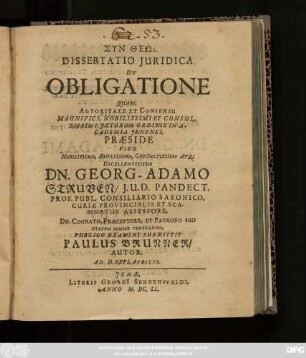 53.
ΣΥΝ ΘΕΩ.
DISSERTATIO JURIDICA
DE
OBLIGATIONE
QUAM,
AUTORITATE ET CONSENSU
MAGNIFICI, NOBILISSIMI ET CONSUL-
ORDINIS IN A-
CADEMIA JENENSI,
PRÆSIDE
VIRO
NOBILISSIMO, AMPLISSIMO, CONSULTISSIMO ATQ;
EXCELLENTISSIMO
DN. GEORG-ADAMO
STRUVEN/ J.U.D. PANDECT.
PROF. PUBL. CONSILIARIO SAXONICO,
CURIÆ PROVINCIALIS ET SCA-
BINATUS ASSESSORE,
DN. COGNATO, PRÆCEPTORE, ET PATRONO SUO
PUBLICO EXAMINI SUBMITTIT
PAULUS BRUNNER/
AUTOR.
AD. D. APRILIS.
JENÆ,
LITERIS GEORGI SENGENWALDI,
ANNO M. DC. LI.